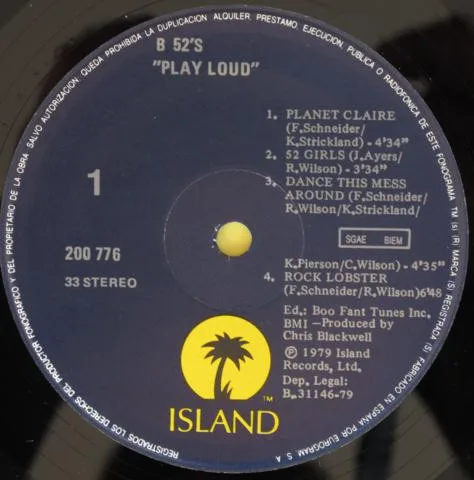 REGISTRADOS LOS DERECHOS DEL PRODUCTOR FONOGRAFICO Y DEL PROPIETARIO DE LA OBRA. SALVO AUTORIZACION, QUEDA PROHIBIDA LA DUPLICACION, ALQUILER, PRESTAMO, EJECUCION, PUBLICA O RADIOFONICA DE ESTE FONOGRAMA TM (S) (R) MARCA (S) REGISTRADA (S) FABRICADO EN ESPAÑA POR EUROGRAM, S. A.
B 52'S
"PLAY LOUD"
1
200 776
33 STEREO
1. PLANET CLAIRE
(F.Schneider/
K.Strickland) - 4'34"
2. 52 GIRLS (J.Ayers/
R.Wilson) - 3'34"
3. DANCE THIS MESS
AROUND (F.Schneider/
R.Wilson/K.Strickland/
SGAE BIEM
K.Pierson/C.Wilson) - 4'35"
4. ROCK LOBSTER
(F.Schneider/R.Wilson)6'48
Ed.: Boo Fant Tunes Inc.
BMI —Produced by
Chris Blackwell
℗ 1979 Island
Records, Ltd.
Dep. Legal:
B.31146-79
TM
ISLAND